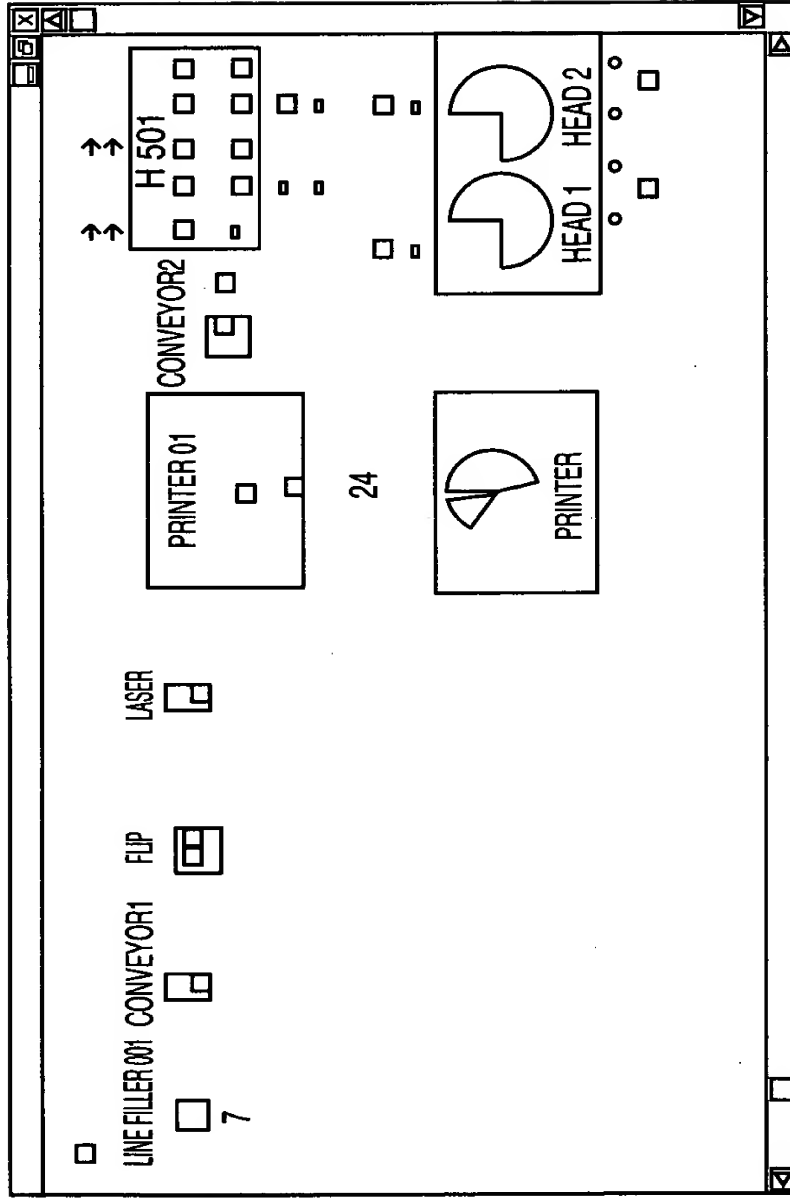 LINE FILLER 001
CONVEYOR1
FLIP
LASER
PRINTER 01
CONVEYOR2
H 501
7
24
PRINTER
HEAD 1
HEAD 2